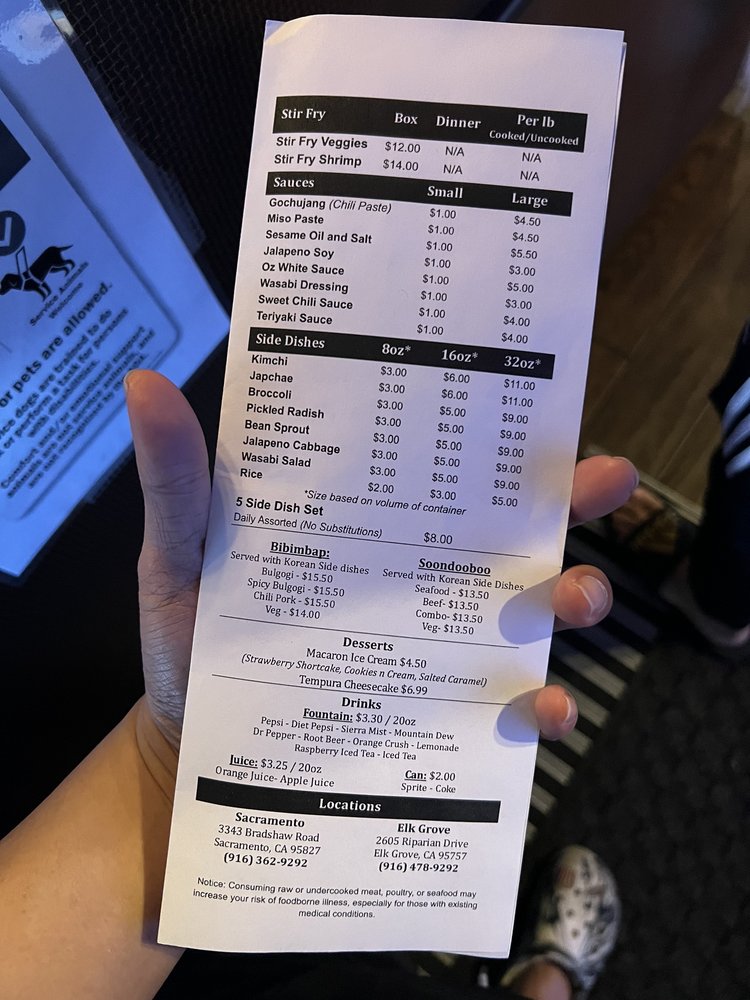 Stir Fry Box Dinner Per lb
Cooked/Uncooked
Stir Fry Veggies $12.00 N/A N/A
Stir Fry Shrimp $14.00 N/A N/A
Sauces Small Large
Gochujang (Chili Paste) $1.00 $4.50
Miso Paste $1.00 $4.50
Sesame Oil and Salt $1.00 $5.50
Jalapeno Soy $1.00 $3.00
Oz White Sauce $1.00 $5.00
Wasabi Dressing $1.00 $3.00
Sweet Chili Sauce $1.00 $4.00
Teriyaki Sauce $1.00 $4.00
Side Dishes 8oz* 16oz* 32oz*
Kimchi $3.00 $6.00 $11.00
Japchae $3.00 $6.00 $11.00
Broccoli $3.00 $5.00 $9.00
Pickled Radish $3.00 $5.00 $9.00
Bean Sprout $3.00 $5.00 $9.00
Jalapeno Cabbage $3.00 $5.00 $9.00
Wasabi Salad $3.00 $5.00 $9.00
Rice $2.00 $3.00 $5.00
*Size based on volume of container
5 Side Dish Set
Daily Assorted (No Substitutions) $8.00
Bibimbap:
Served with Korean Side dishes
Bulgogi - $15.50
Spicy Bulgogi - $15.50
Chili Pork - $15.50
Veg - $14.00
Soondooboo
Served with Korean Side Dishes
Seafood - $13.50
Beef- $13.50
Combo- $13.50
Veg- $13.50
Desserts
Macaron Ice Cream $4.50
(Strawberry Shortcake, Cookies n Cream, Salted Caramel)
Tempura Cheesecake $6.99
Drinks
Fountain: $3.30 / 20oz
Pepsi - Diet Pepsi - Sierra Mist - Mountain Dew
Dr Pepper - Root Beer - Orange Crush - Lemonade
Raspberry Iced Tea - Iced Tea
Juice: $3.25 / 20oz
Orange Juice- Apple Juice
Can: $2.00
Sprite - Coke
Locations
Sacramento
3343 Bradshaw Road
Sacramento, CA 95827
(916) 362-9292
Elk Grove
2605 Riparian Drive
Elk Grove, CA 95757
(916) 478-9292
Notice: Consuming raw or undercooked meat, poultry, or seafood may
increase your risk of foodborne illness, especially for those with existing
medical conditions.
Service Animals
Welcome
or pets are allowed.
dogs are trained to do
or perform a task for persons
with disabilities.